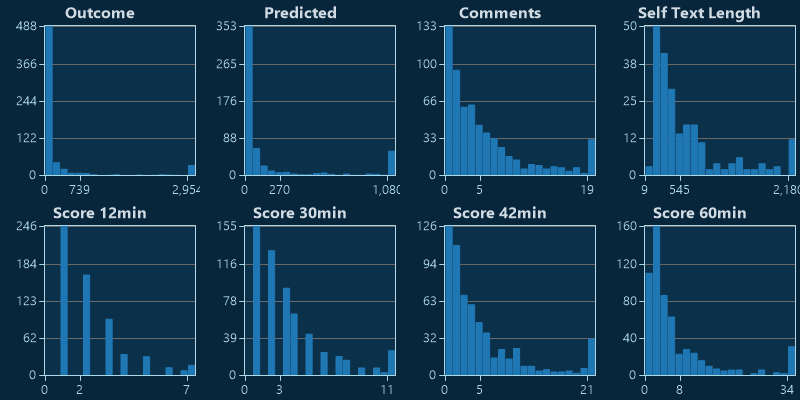 Outcome
488
366
244
122
0
0 739 2,954
Predicted
353
265
176
88
0
0 270 1,080
Comments
133
100
66
33
0
0 5 19
Self Text Length
50
38
25
12
0
9 545 2,180
Score 12min
246
184
123
62
0
0 2 7
Score 30min
155
116
78
39
0
0 3 11
Score 42min
126
94
63
32
0
0 5 21
Score 60min
160
120
80
40
0
0 8 34